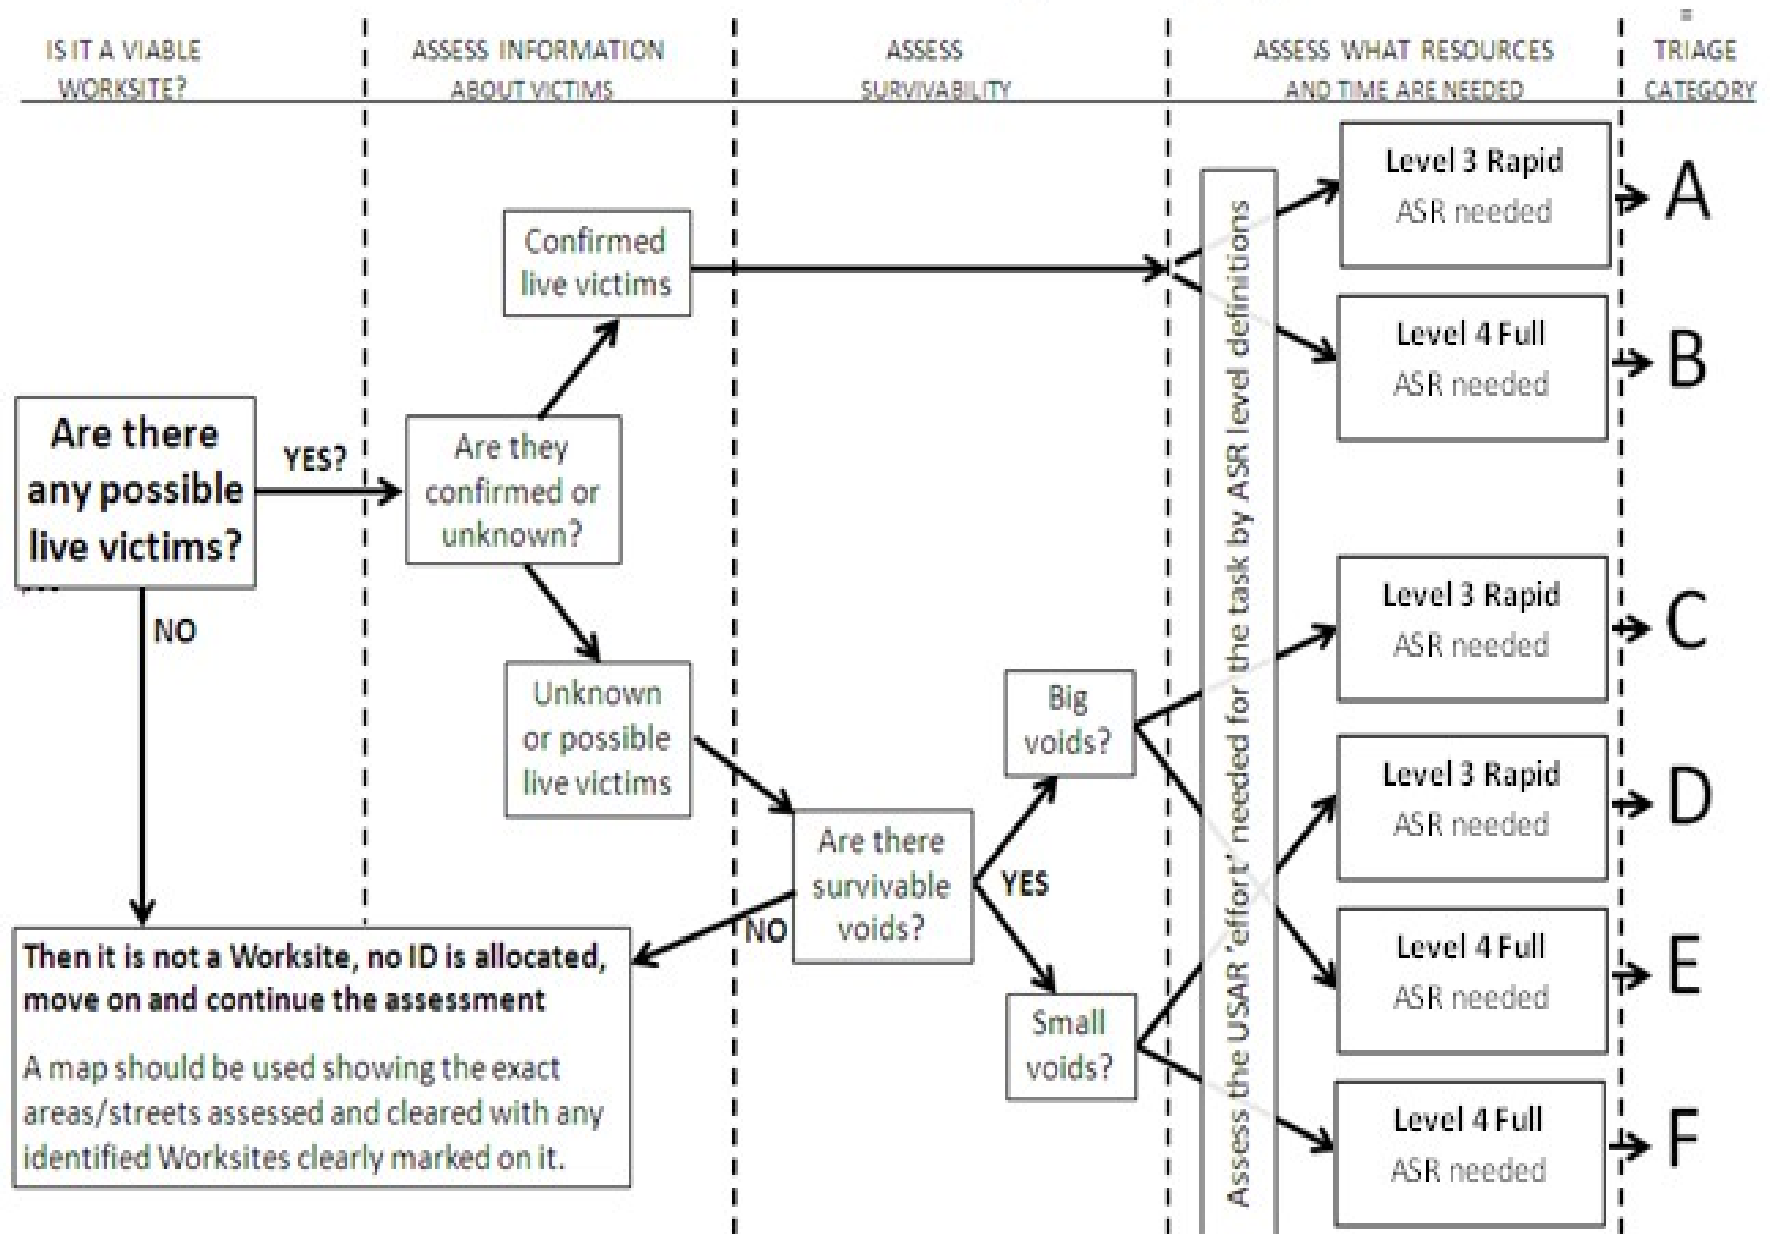 IS IT A VIABLE
WORKSITE?
ASSESS INFORMATION
ABOUT VICTIMS
ASSESS
SURVIVABILITY
ASSESS WHAT RESOURCES
AND TIME ARE NEEDED
=
TRIAGE
CATEGORY
Are there
any possible
live victims?
YES?
NO
Are they
confirmed or
unknown?
Confirmed
live victims
Unknown
or possible
live victims
Are there
survivable
voids?
NO
YES
Big
voids?
Small
voids?
Then it is not a Worksite, no ID is allocated,
move on and continue the assessment
A map should be used showing the exact
areas/streets assessed and cleared with any
identified Worksites clearly marked on it.
Assess the USAR 'effort' needed for the task by ASR level definitions
Level 3 Rapid
ASR needed
A
Level 4 Full
ASR needed
B
Level 3 Rapid
ASR needed
C
Level 3 Rapid
ASR needed
D
Level 4 Full
ASR needed
E
Level 4 Full
ASR needed
F